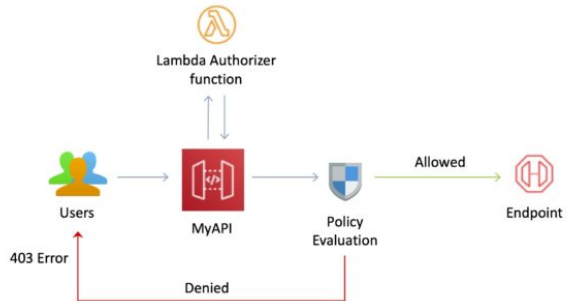 Lambda Authorizer
function
Allowed
Users
MyAPI
Policy
Evaluation
Endpoint
403 Error
Denied